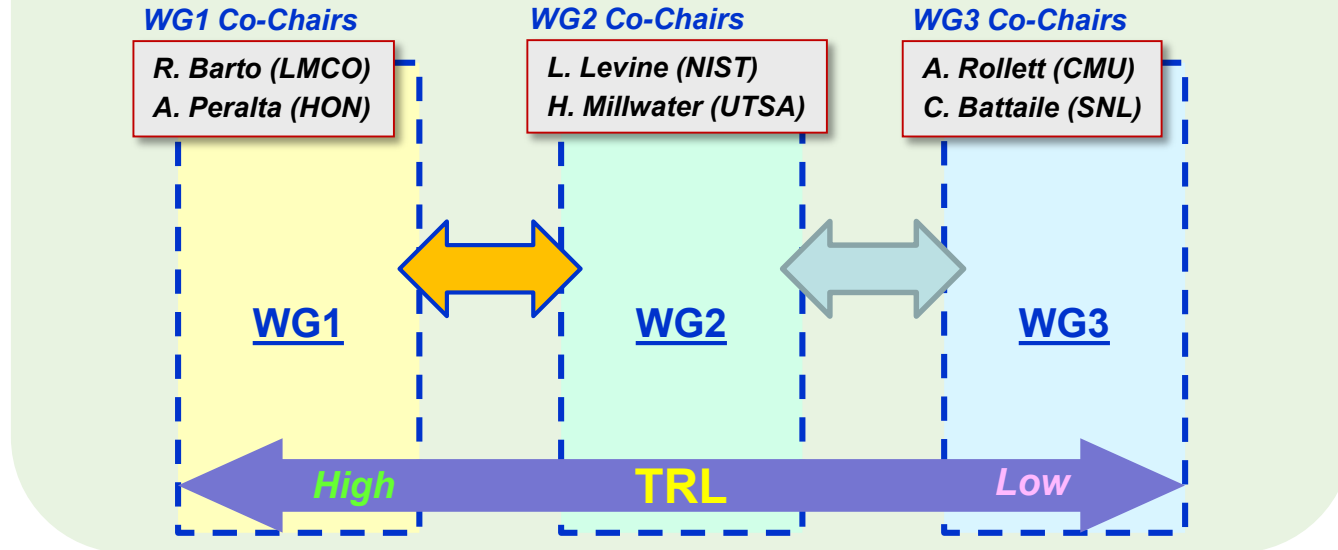 WG1 Co-Chairs
R. Barto (LMCO)
A. Peralta (HON)
WG2 Co-Chairs
L. Levine (NIST)
H. Millwater (UTSA)
WG3 Co-Chairs
A. Rollett (CMU)
C. Battaile (SNL)
WG1
WG2
WG3
High
TRL
Low